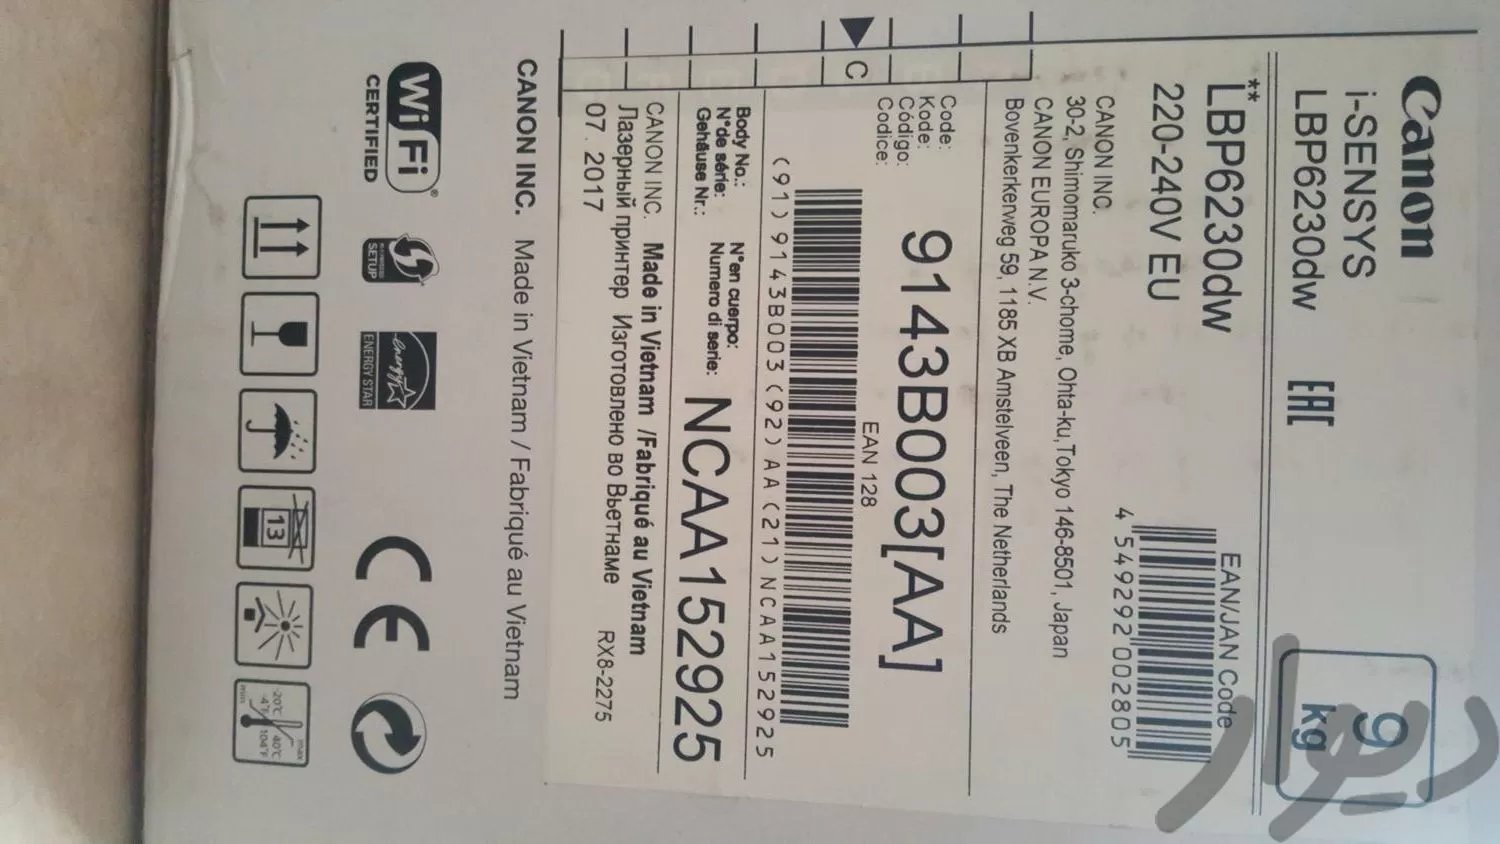 Canon
i-SENSYS
LBP6230dw
EAC
9
kg
**
LBP6230dw
220-240V EU
EAN/JAN Code
4 549292 002805
CANON INC.
30-2, Shimomaruko 3-chome, Ohta-ku, Tokyo 146-8501, Japan
CANON EUROPA N.V.
Bovenkerkerweg 59, 1185 XB Amstelveen, The Netherlands
Code:
Kode:
Código:
Codice:
9143B003[AA]
C
EAN 128
(91)9143B003(92)AA(21)NCAA152925
Body No.:
N°de série:
Gehäuse Nr.:
N°en cuerpo:
Numero di serie:
NCAA152925
CANON INC. Made in Vietnam /Fabriqué au Vietnam
Лазерный принтер Изготовлено во Вьетнаме
07. 2017
RX8-2275
CANON INC. Made in Vietnam / Fabriqué au Vietnam
Wi Fi
CERTIFIED
SETUP
energy
ENERGY STAR
CE
13
-20°C
-4°F
min
max
40°C
104°F
دیوار